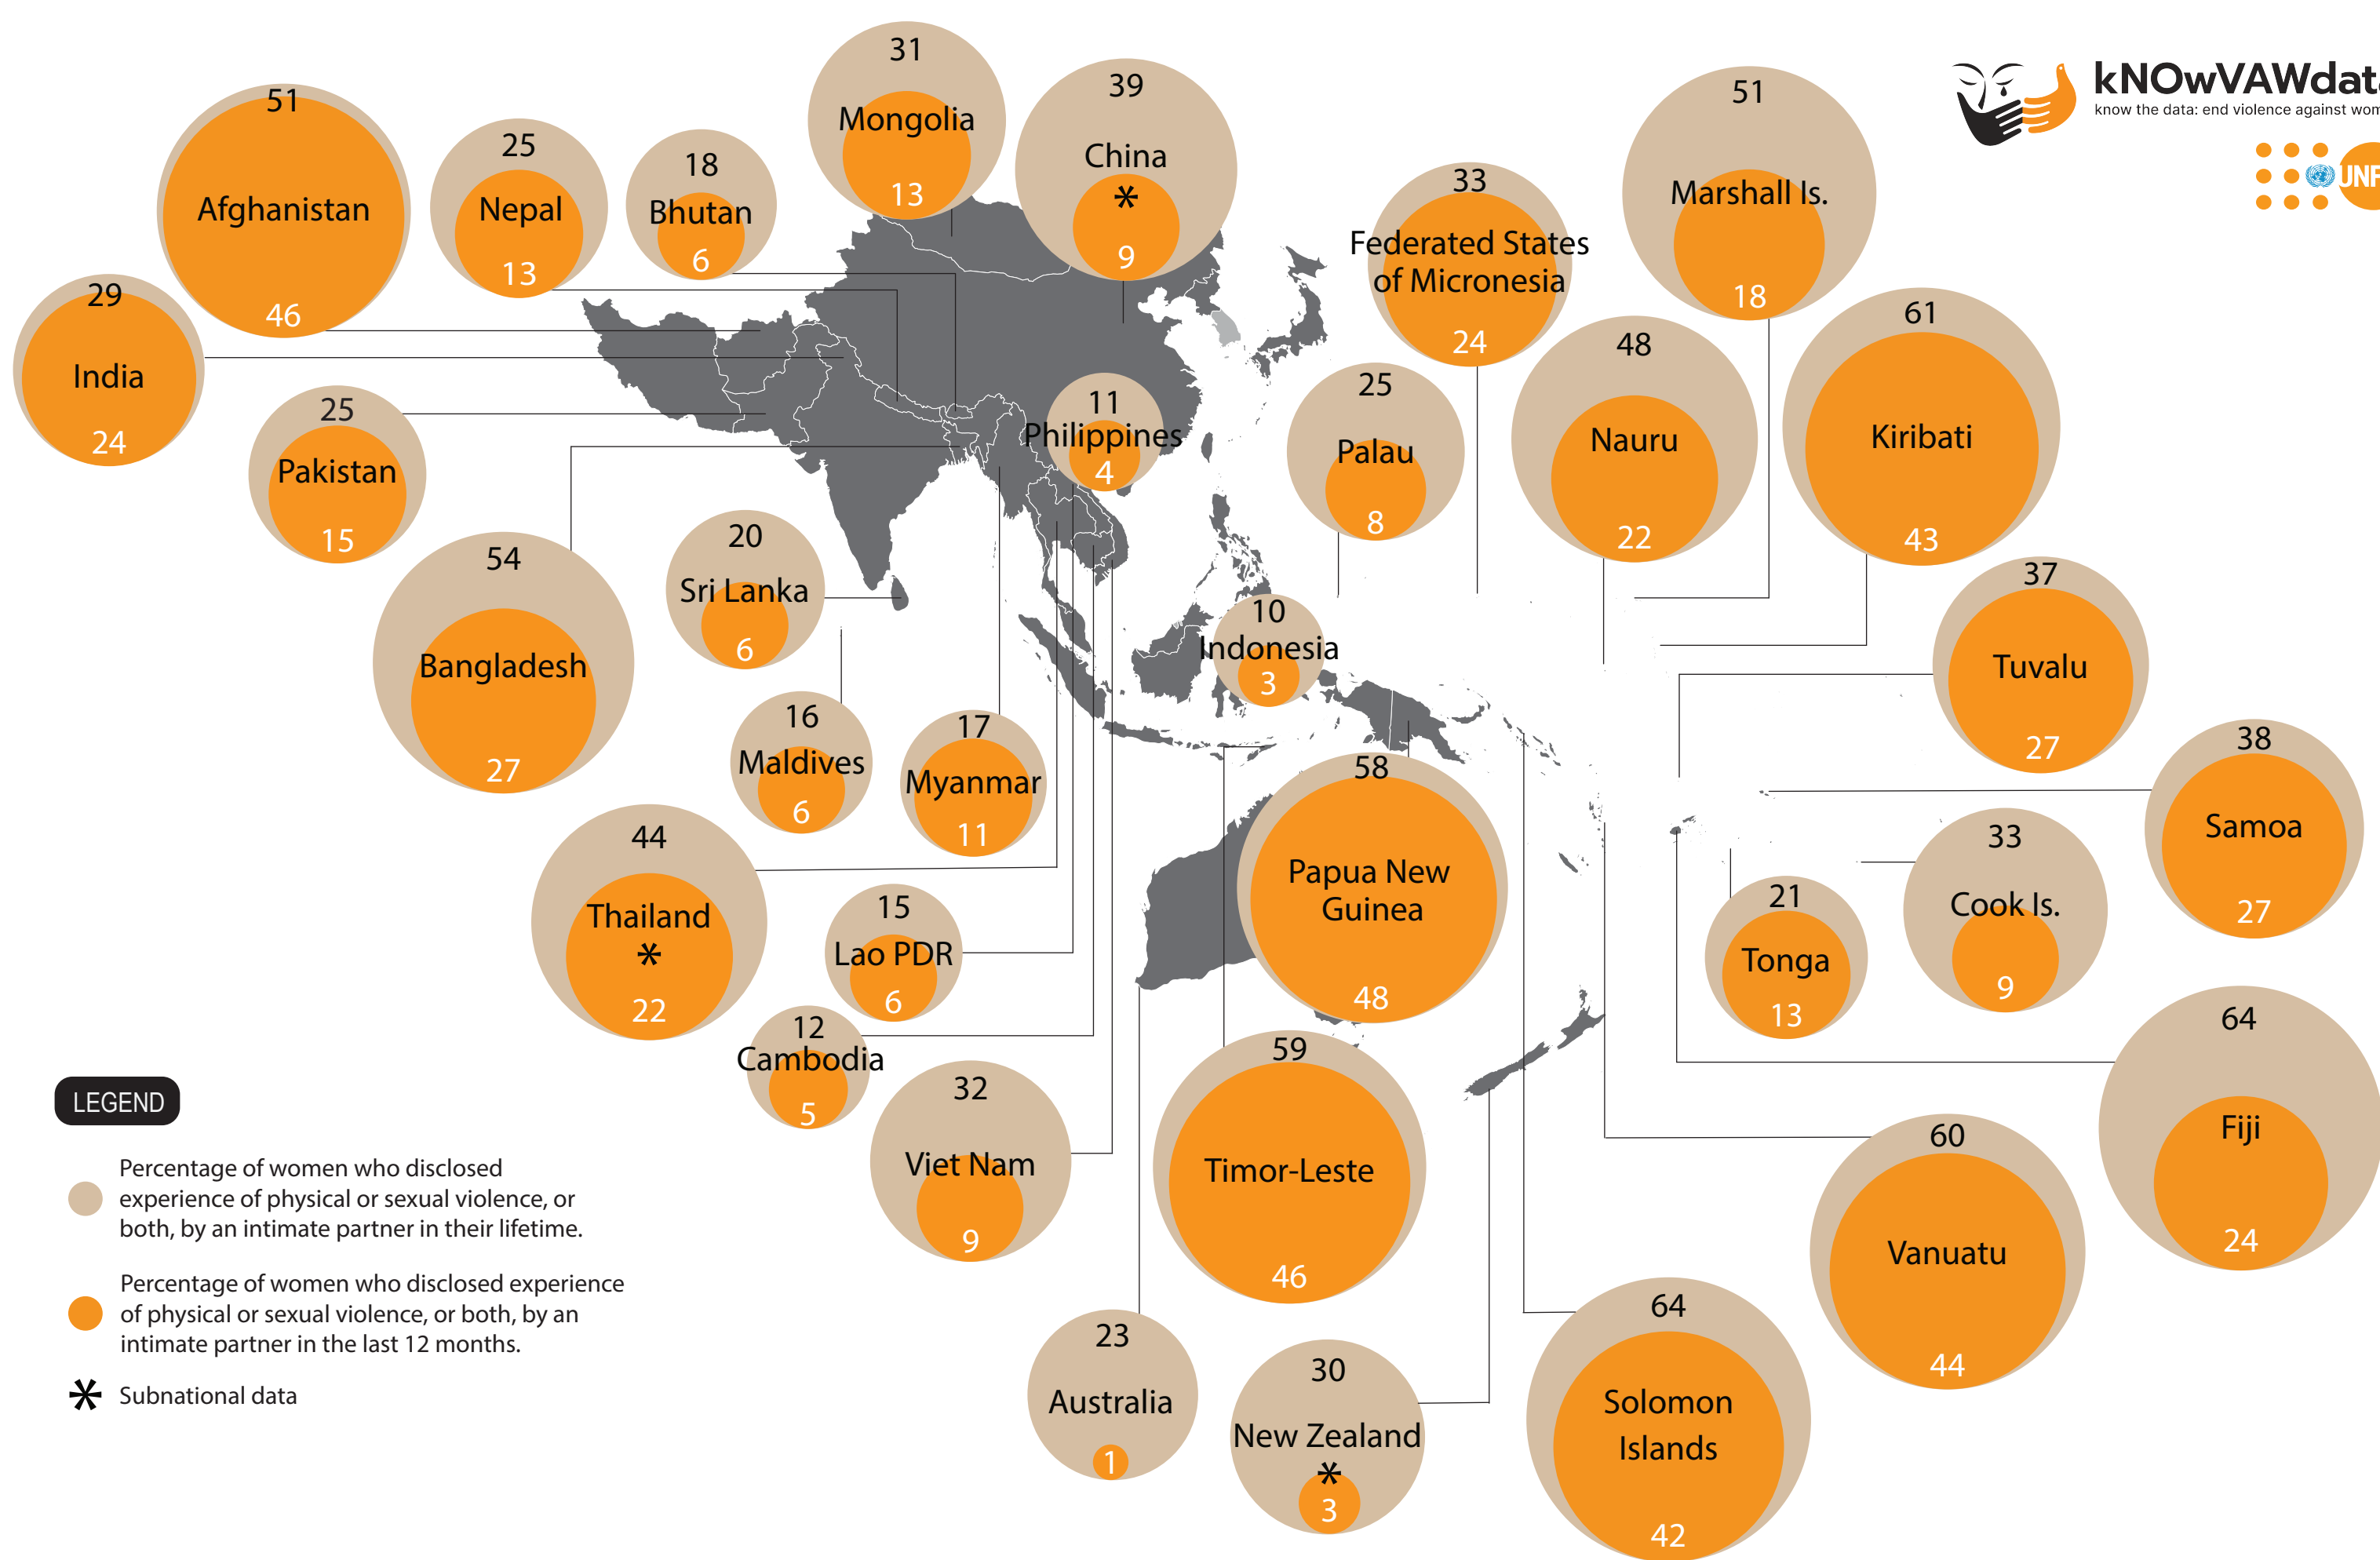 31
Mongolia
13
39
China
*
9
51
Afghanistan
46
25
Nepal
13
18
Bhutan
6
33
Federated States
of Micronesia
24
51
Marshall Is.
18
kNOwVAWdata
know the data: end violence against wom
UNF
29
India
24
25
Pakistan
15
11
Philippines
4
25
Palau
8
48
Nauru
22
61
Kiribati
43
54
Bangladesh
27
20
Sri Lanka
6
10
Indonesia
3
37
Tuvalu
27
16
Maldives
6
17
Myanmar
11
58
Papua New
Guinea
48
38
Samoa
27
44
Thailand
*
22
15
Lao PDR
6
21
Tonga
13
33
Cook Is.
9
12
Cambodia
5
32
Viet Nam
9
59
Timor-Leste
46
64
Fiji
24
60
Vanuatu
44
23
Australia
1
30
New Zealand
*
3
64
Solomon
Islands
42
LEGEND
Percentage of women who disclosed
experience of physical or sexual violence, or
both, by an intimate partner in their lifetime.
Percentage of women who disclosed experience
of physical or sexual violence, or both, by an
intimate partner in the last 12 months.
* Subnational data